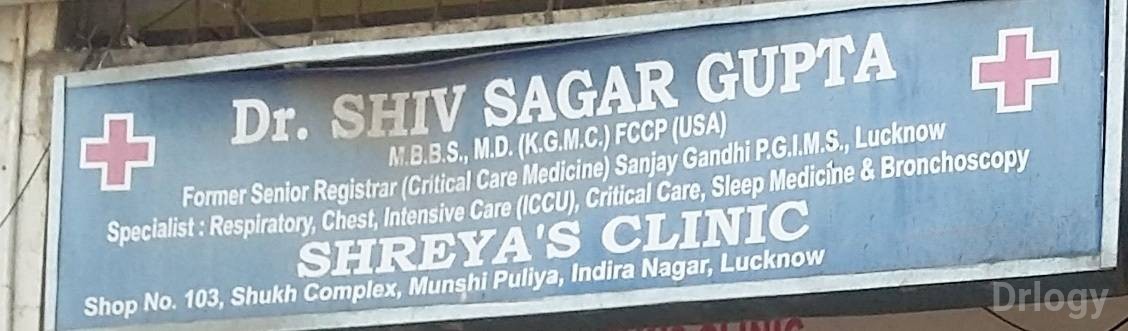 Dr. SHIV SAGAR GUPTA
M.B.B.S., M.D. (K.G.M.C.) FCCP (USA)
Former Senior Registrar (Critical Care Medicine) Sanjay Gandhi P.G.I.M.S., Lucknow
Specialist : Respiratory, Chest, Intensive Care (ICCU), Critical Care, Sleep Medicine & Bronchoscopy
SHREYA'S CLINIC
Shop No. 103, Shukh Complex, Munshi Puliya, Indira Nagar, Lucknow
Drlogy
CLINIC